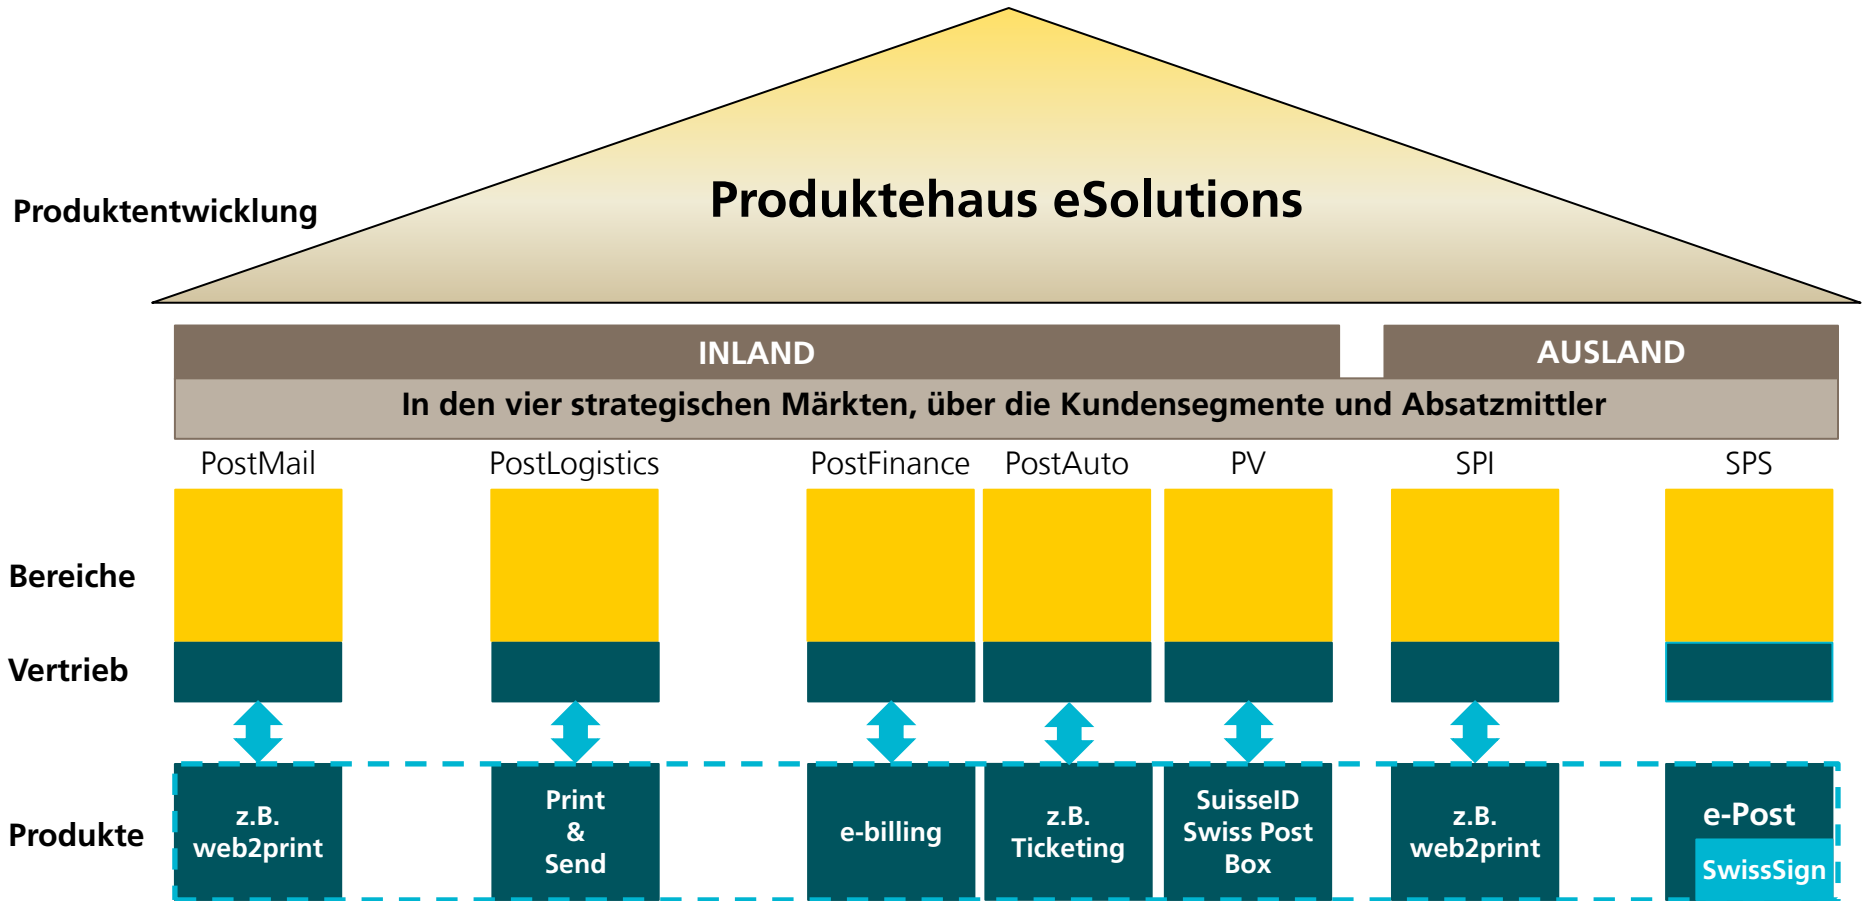 Produktehaus eSolutions
Produktentwicklung
INLAND
AUSLAND
In den vier strategischen Märkten, über die Kundensegmente und Absatzmittler
PostMail
PostLogistics
PostFinance
PostAuto
PV
SPI
SPS
Bereiche
Vertrieb
Produkte
z.B.
web2print
Print
&
Send
e-billing
z.B.
Ticketing
SuisseID
Swiss Post
Box
z.B.
web2print
e-Post
SwissSign